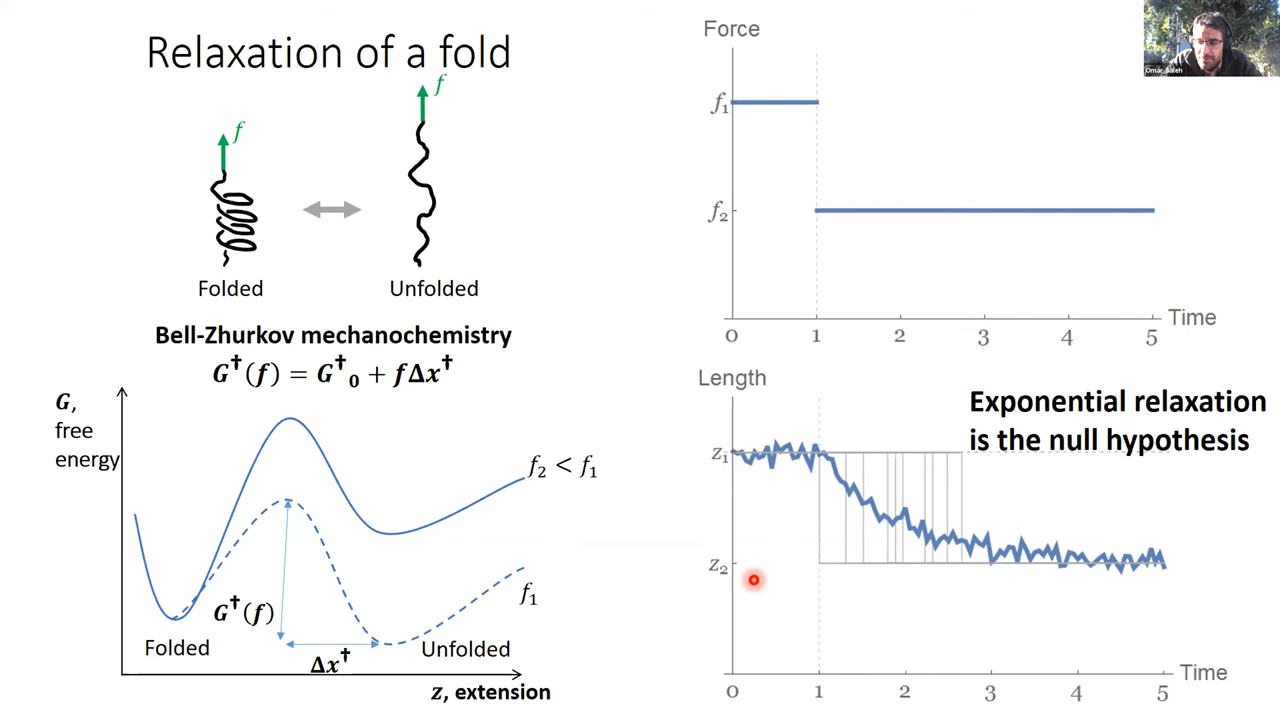 Relaxation of a fold
f
f
Folded
Unfolded
Bell-Zhurkov mechanochemistry
G†(f) = G†₀ + fΔx†
G,
free
energy
f₂ < f₁
f₁
G†(f)
Folded
Unfolded
Δx†
z, extension
Force
f₁
f₂
0 1 2 3 4 5
Time
Length
Exponential relaxation
is the null hypothesis
z₁
z₂
0 1 2 3 4 5
Time
Omar Saleh